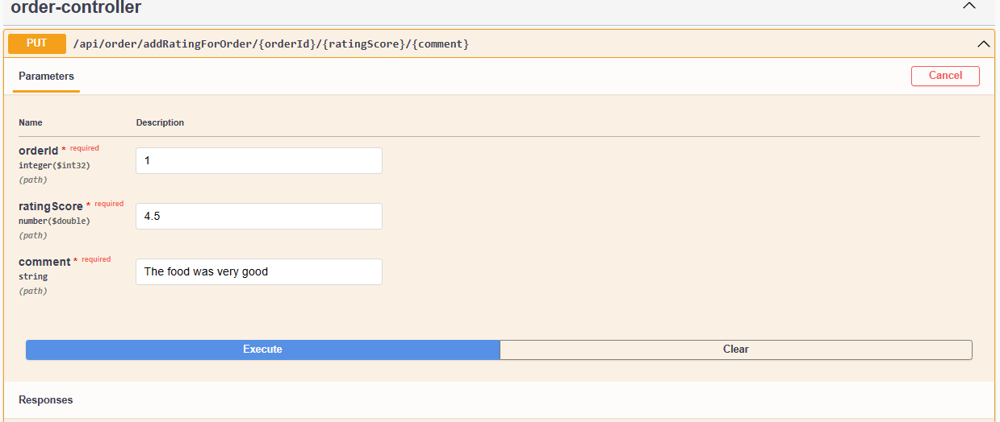 order-controller
PUT /api/order/addRatingForOrder/{orderId}/{ratingScore}/{comment}
Parameters
Cancel
Name Description
orderId * required
integer($int32)
(path)
1
ratingScore * required
number($double)
(path)
4.5
comment * required
string
(path)
The food was very good
Execute Clear
Responses